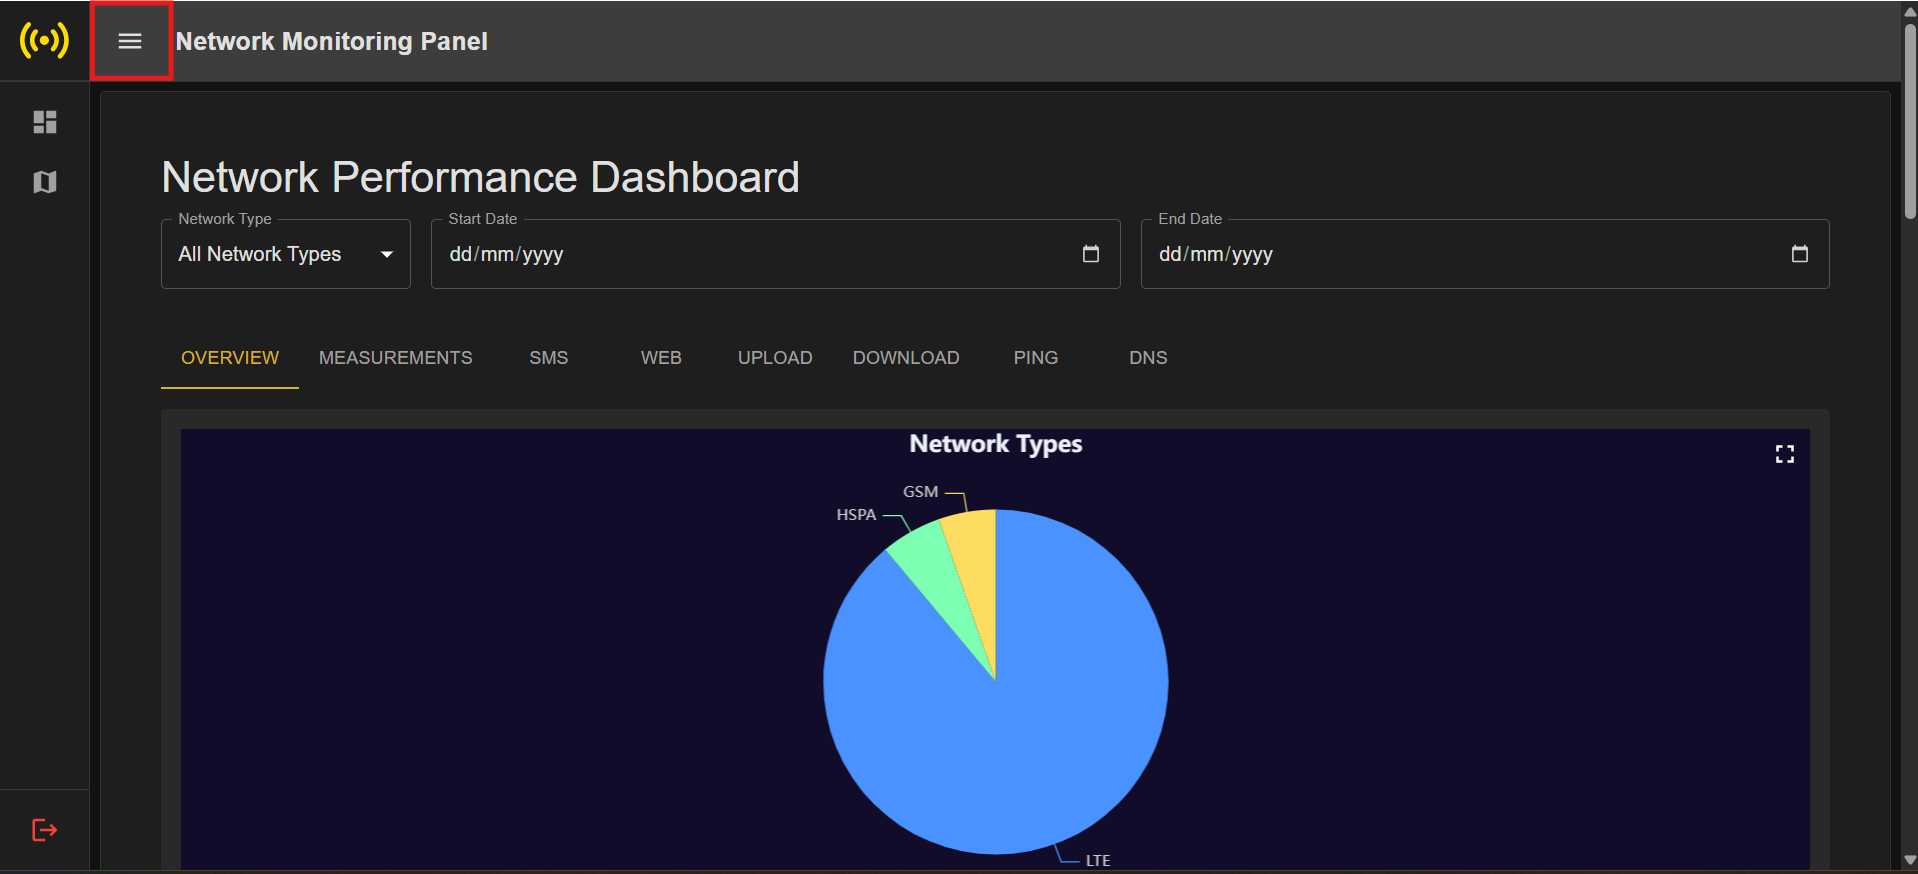 Network Monitoring Panel
Network Performance Dashboard
Network Type
All Network Types
Start Date
dd/mm/yyyy
End Date
dd/mm/yyyy
OVERVIEW MEASUREMENTS SMS WEB UPLOAD DOWNLOAD PING DNS
Network Types
GSM
HSPA
LTE